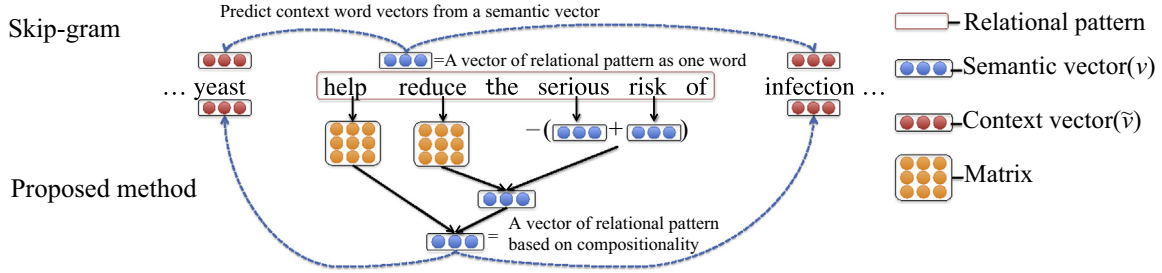 Predict context word vectors from a semantic vector
Skip-gram
Relational pattern
=A vector of relational pattern as one word
Semantic vector(v)
... yeast help reduce the serious risk of infection ...
Context vector(ṽ)
−( + )
Matrix
Proposed method
= A vector of relational pattern
based on compositionality